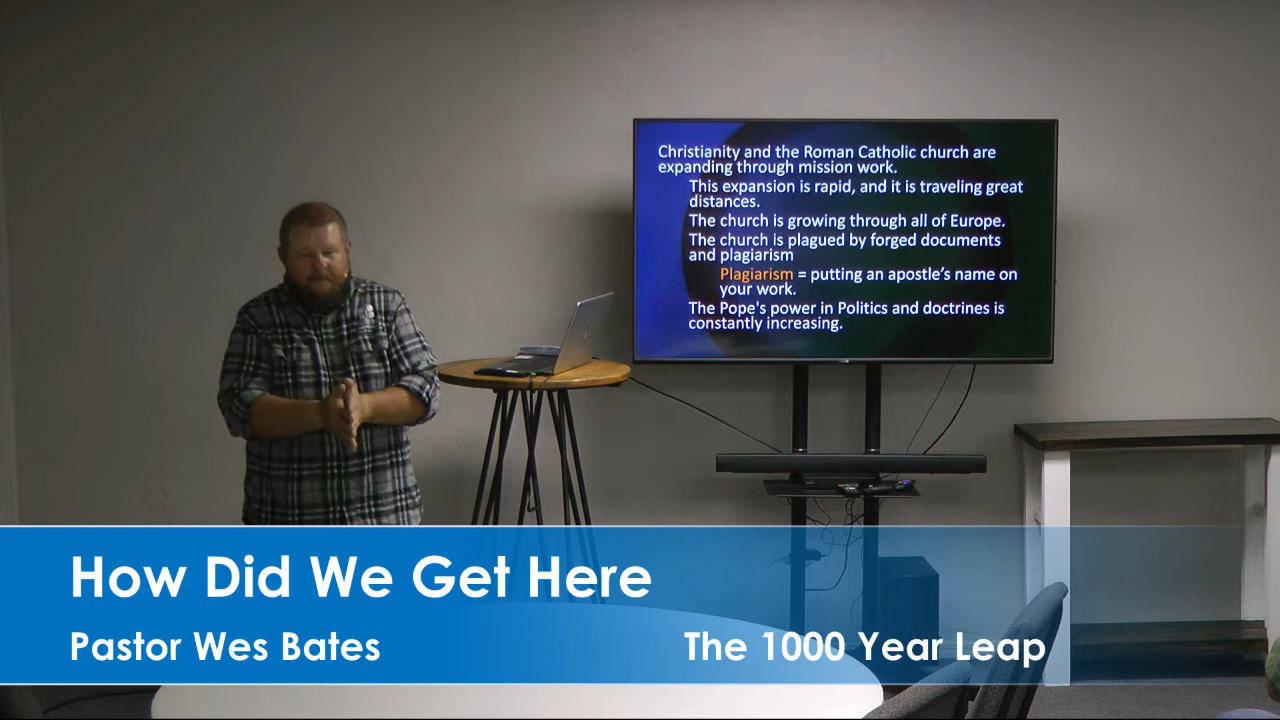 Christianity and the Roman Catholic church are
expanding through mission work.
This expansion is rapid, and it is traveling great
distances.
The church is growing through all of Europe.
The church is plagued by forged documents
and plagiarism
Plagiarism = putting an apostle's name on
your work.
The Pope's power in Politics and doctrines is
constantly increasing.
How Did We Get Here
Pastor Wes Bates
The 1000 Year Leap